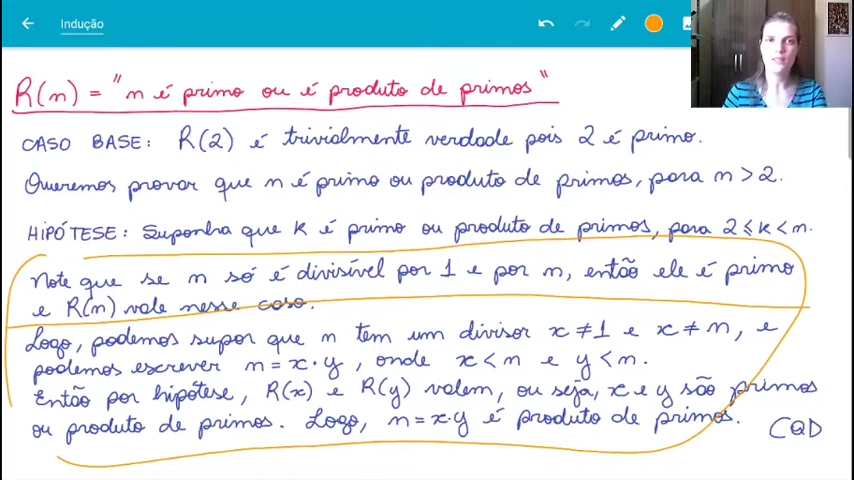 Indução
R(n) = "n é primo ou é produto de primos"
CASO BASE: R(2) é trivialmente verdade pois 2 é primo.
Queremos provar que n é primo ou produto de primos, para n > 2.
HIPÓTESE: Suponha que k é primo ou produto de primos, para 2 ≤ k < n.
Note que se n só é divisível por 1 e por n, então ele é primo
e R(n) vale nesse caso.
Logo, podemos supor que n tem um divisor x ≠ 1 e x ≠ n, e
podemos escrever n = x · y, onde x < n e y < n.
Então por hipótese, R(x) e R(y) valem, ou seja, x e y são primos
ou produto de primos. Logo, n = x·y é produto de primos.
CQD